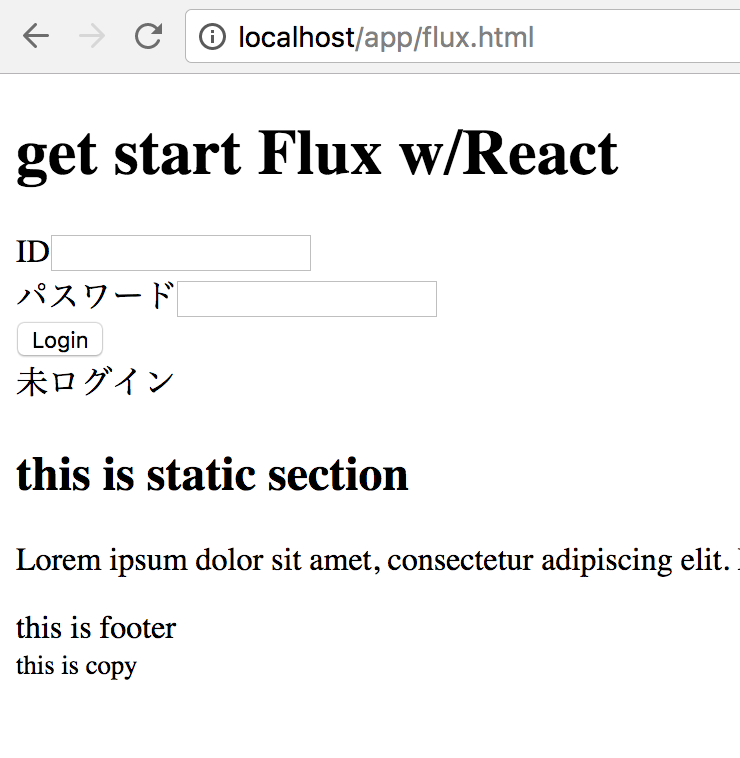 localhost/app/flux.html
get start Flux w/React
ID
パスワード
Login
未ログイン
this is static section
Lorem ipsum dolor sit amet, consectetur adipiscing elit.
this is footer
this is copy